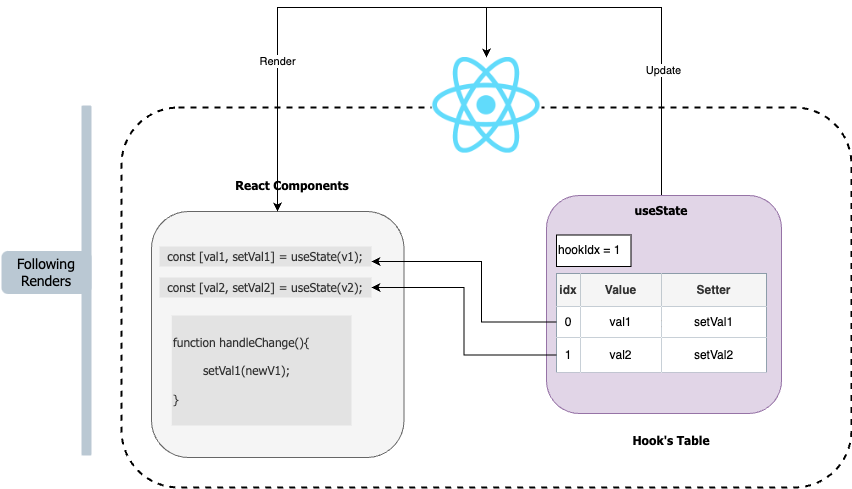 Render
Update
React Components
useState
hookIdx = 1
const [val1, setVal1] = useState(v1);
const [val2, setVal2] = useState(v2);
Following
Renders
idx Value Setter
0 val1 setVal1
1 val2 setVal2
function handleChange(){
setVal1(newV1);
}
Hook's Table